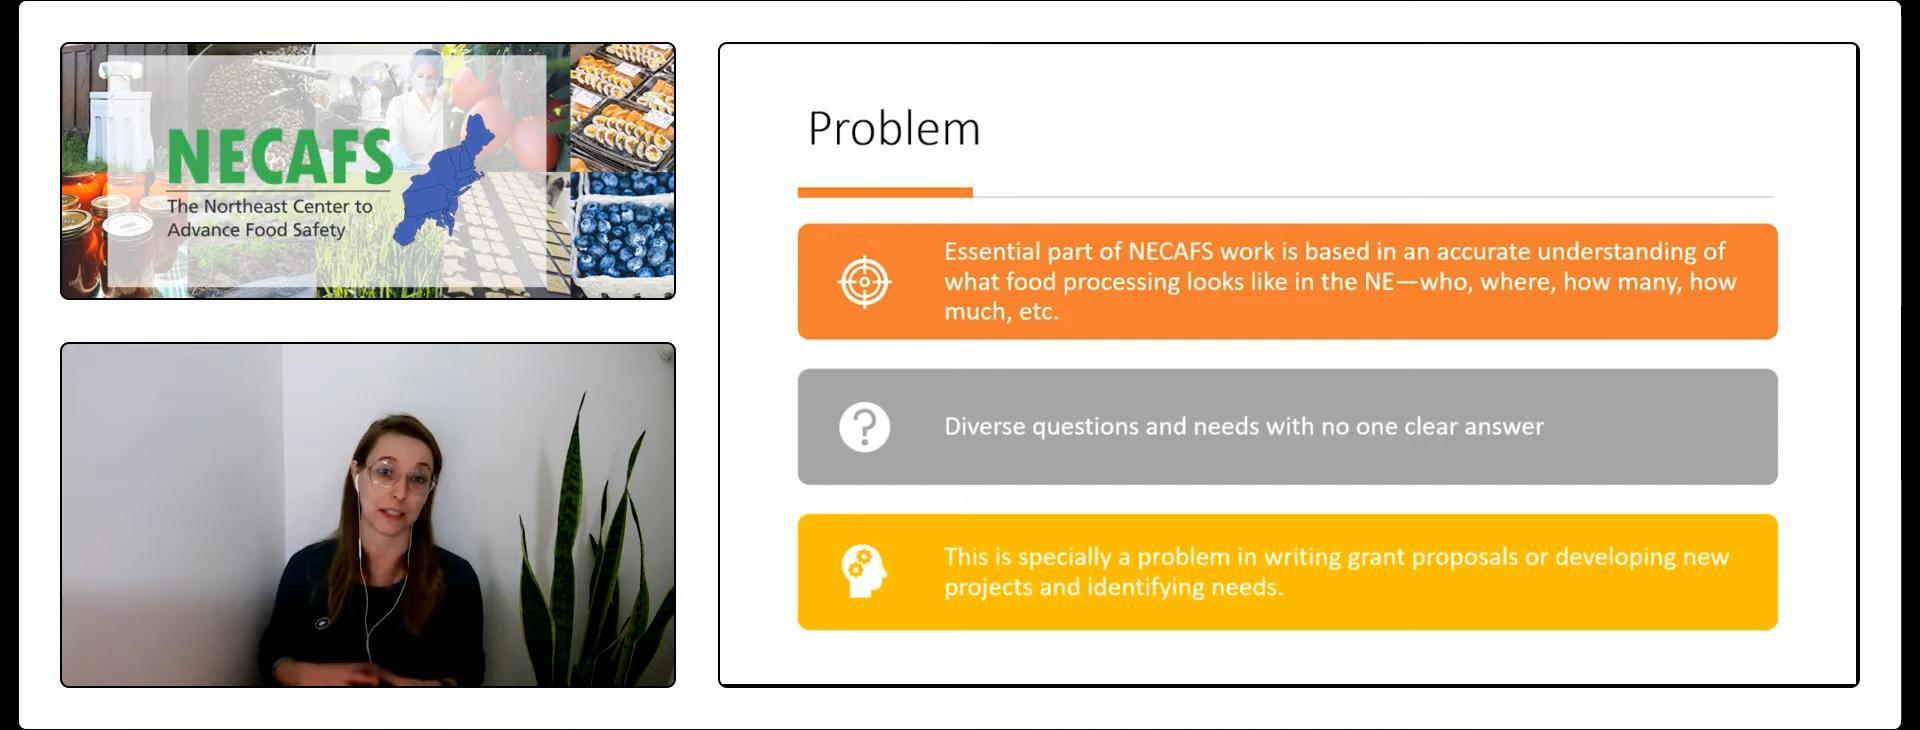 NECAFS
The Northeast Center to
Advance Food Safety
Problem
Essential part of NECAFS work is based in an accurate understanding of
what food processing looks like in the NE—who, where, how many, how
much, etc.
Diverse questions and needs with no one clear answer
This is specially a problem in writing grant proposals or developing new
projects and identifying needs.